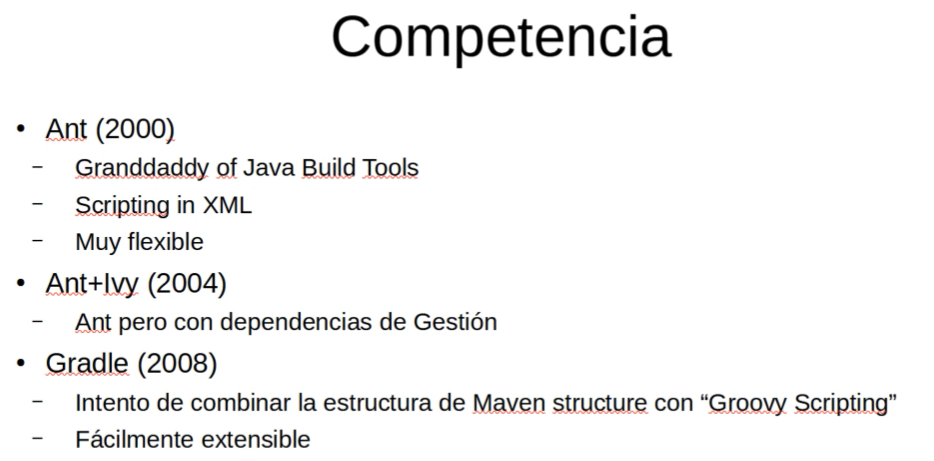 Competencia
• Ant (2000)
– Granddaddy of Java Build Tools
– Scripting in XML
– Muy flexible
• Ant+Ivy (2004)
– Ant pero con dependencias de Gestión
• Gradle (2008)
– Intento de combinar la estructura de Maven structure con “Groovy Scripting”
– Fácilmente extensible